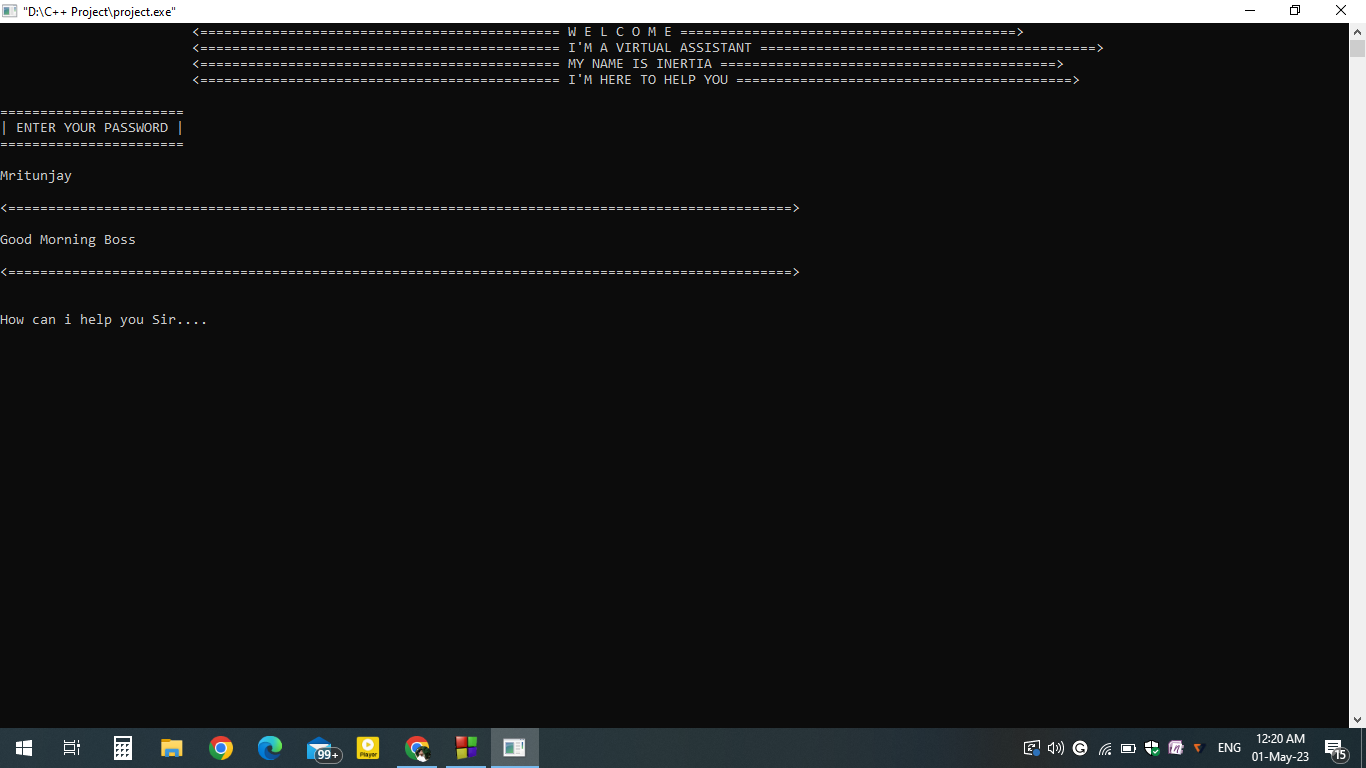 "D:\C++ Project\project.exe"
<============================================= W E L C O M E ==========================================>
<============================================= I'M A VIRTUAL ASSISTANT ==========================================>
<============================================= MY NAME IS INERTIA ==========================================>
<============================================= I'M HERE TO HELP YOU ==========================================>
=======================
| ENTER YOUR PASSWORD |
=======================
Mritunjay
<==================================================================================================>
Good Morning Boss
<==================================================================================================>
How can i help you Sir....
99+
Player
ENG
12:20 AM
01-May-23
15